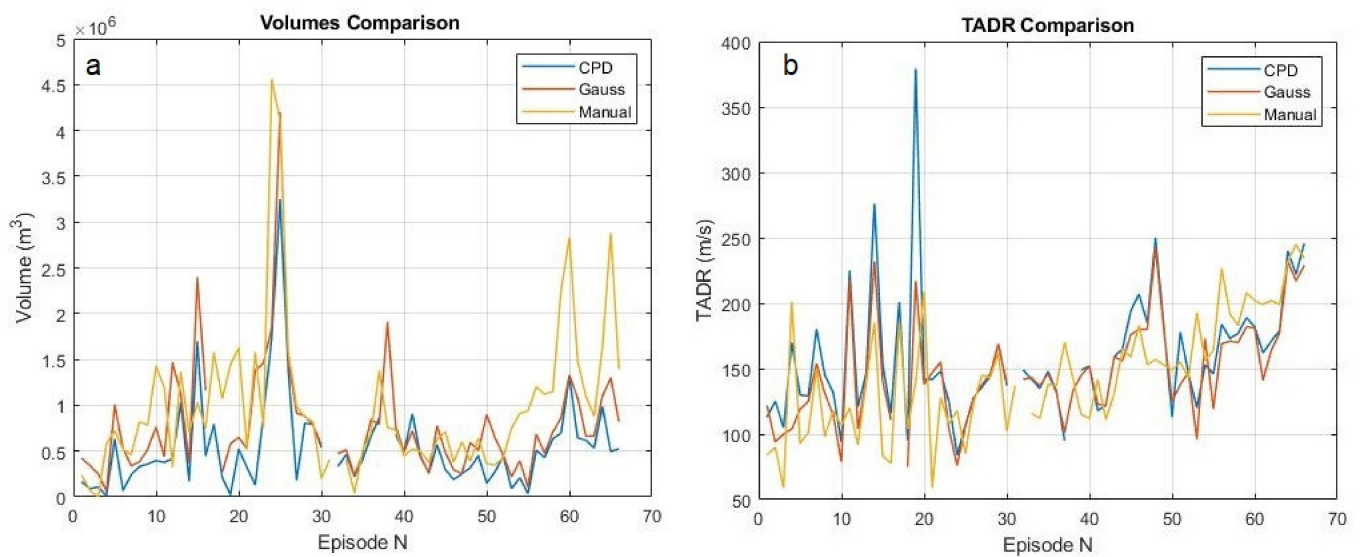 Volumes Comparison
×10⁶
a
CPD
Gauss
Manual
5
4.5
4
3.5
3
2.5
2
1.5
1
0.5
0
Volume (m³)
0 10 20 30 40 50 60 70
Episode N
TADR Comparison
b
CPD
Gauss
Manual
400
350
300
250
200
150
100
50
TADR (m/s)
0 10 20 30 40 50 60 70
Episode N